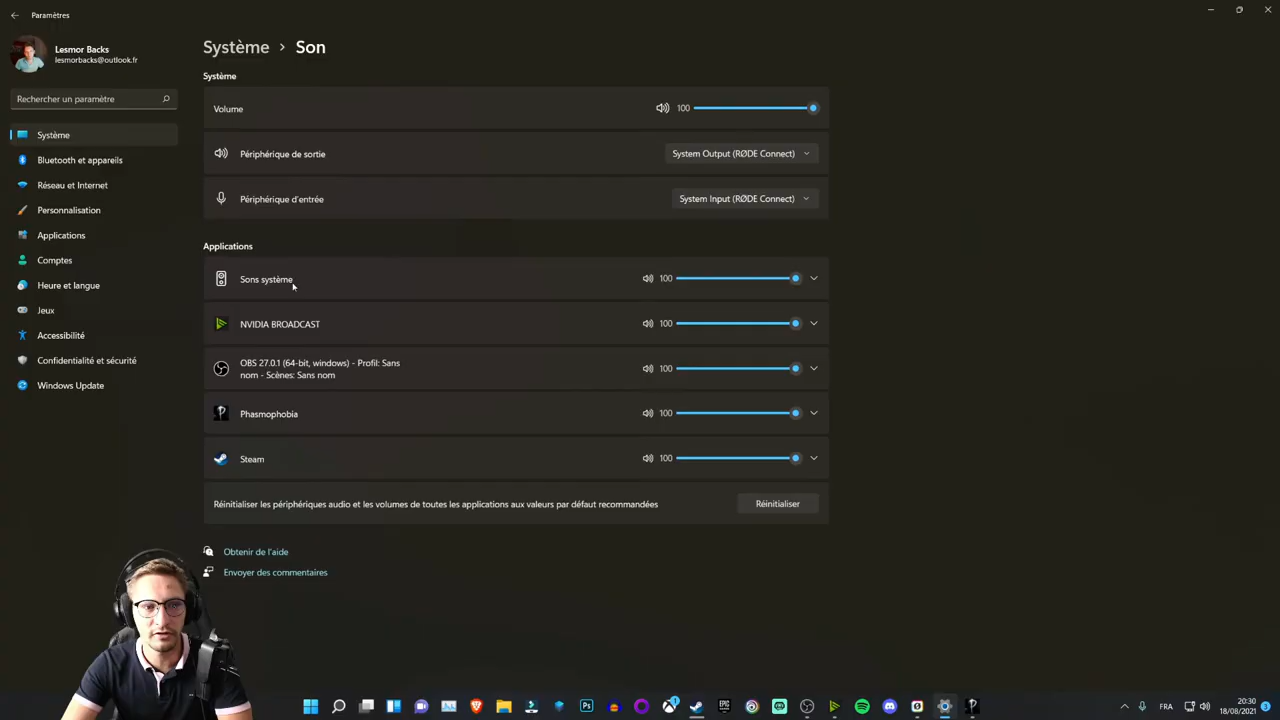 Paramètres
Lesmor Backs
lesmorbacks@outlook.fr
Rechercher un paramètre
Système
Bluetooth et appareils
Réseau et Internet
Personnalisation
Applications
Comptes
Heure et langue
Jeux
Accessibilité
Confidentialité et sécurité
Windows Update
Système > Son
Système
Volume
100
Périphérique de sortie
System Output (RØDE Connect)
Périphérique d'entrée
System Input (RØDE Connect)
Applications
Sons système
100
NVIDIA BROADCAST
100
OBS 27.0.1 (64-bit, windows) - Profil: Sans
nom - Scènes: Sans nom
100
Phasmophobia
100
Steam
100
Réinitialiser les périphériques audio et les volumes de toutes les applications aux valeurs par défaut recommandées
Réinitialiser
Obtenir de l'aide
Envoyer des commentaires
FRA
20:30
18/08/2021